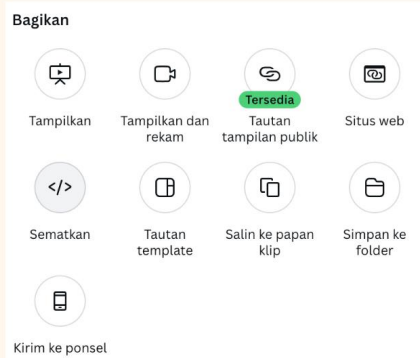 Bagikan
Tampilkan
Tampilkan dan
rekam
Tersedia
Tautan
tampilan publik
Situs web
</>
Sematkan
Tautan
template
Salin ke papan
klip
Simpan ke
folder
Kirim ke ponsel